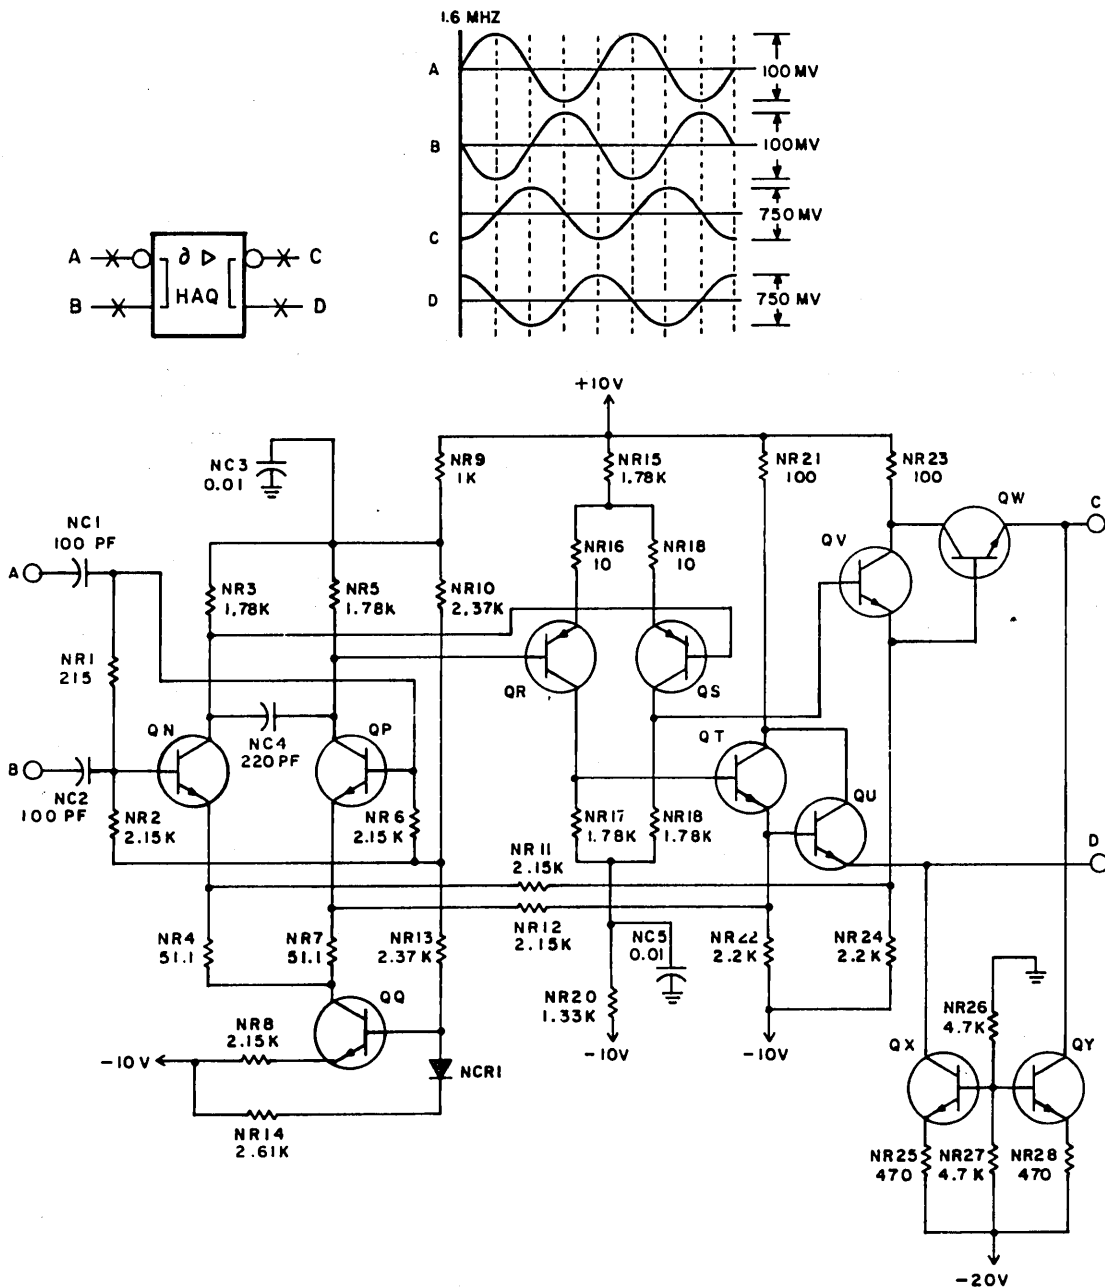 1.6 MHZ
A
100 MV
B
100 MV
C
750 MV
D
750 MV
A
∂
C
B
HAQ
D
+10V
NC3
0.01
NR9
1K
NR15
1.78K
NR21
100
NR23
100
QW
C
NC1
100 PF
A
NR3
1.78K
NR5
1.78K
NR10
2.37K
NR16
10
NR18
10
QV
NR1
215
QR
QS
QN
NC4
220 PF
QP
QT
B
NC2
100 PF
NR2
2.15K
NR6
2.15K
NR17
1.78K
NR18
1.78K
QU
D
NR11
2.15K
NR12
2.15K
NR4
51.1
NR7
51.1
NR13
2.37K
NC5
0.01
NR22
2.2K
NR24
2.2K
NR20
1.33K
NR26
4.7K
QQ
NR8
2.15K
-10V
-10V
-10V
NCR1
QX
QY
NR14
2.61K
NR25
470
NR27
4.7K
NR28
470
-20V